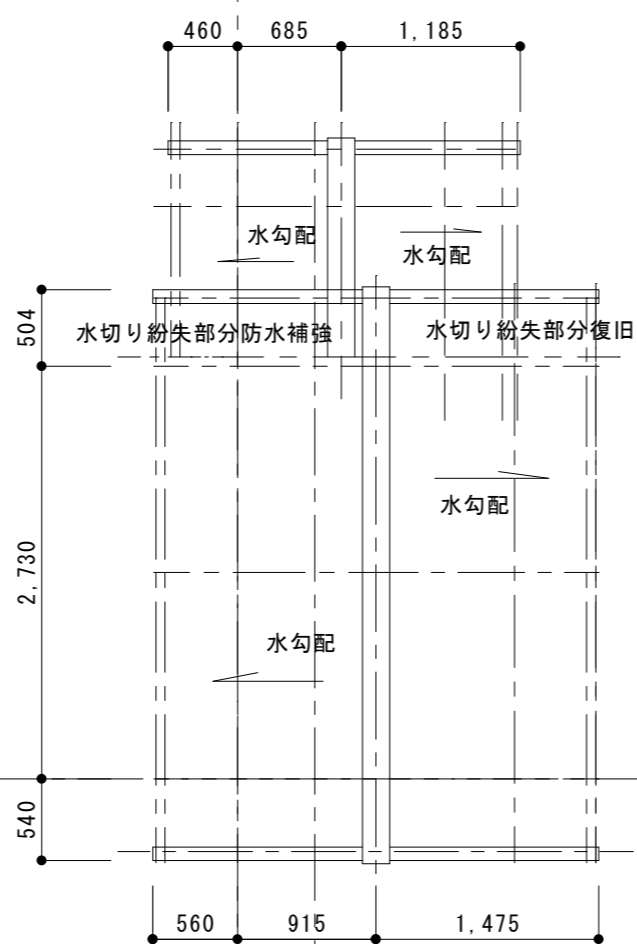 460 685 1,185
水勾配
水勾配
504
水切り紛失部分防水補強 水切り紛失部分復旧
水勾配
2,730
水勾配
540
560 915 1,475